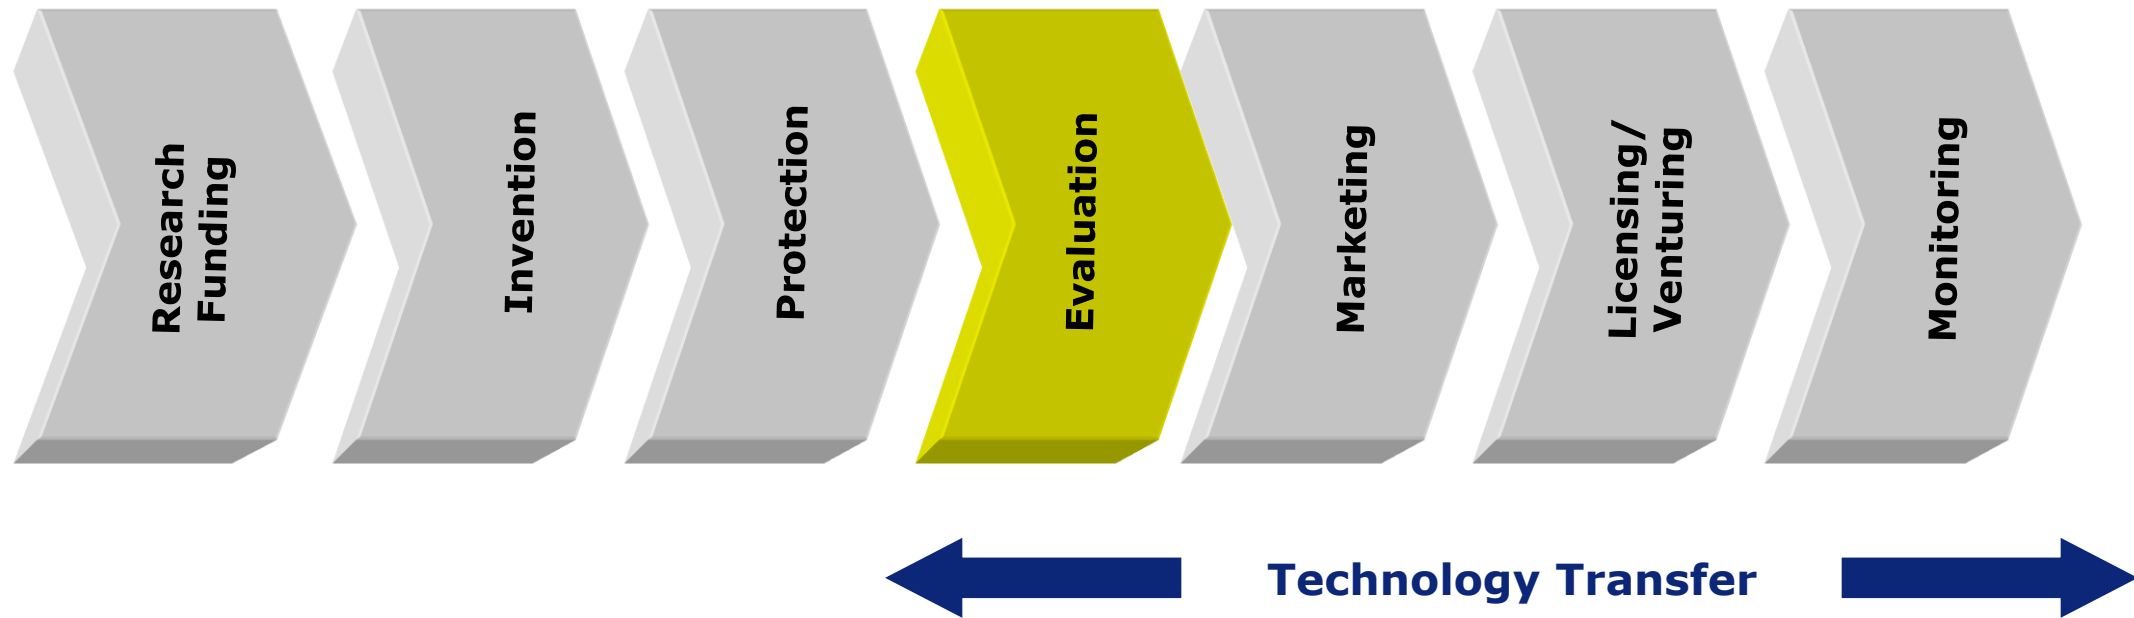 Research
Funding
Invention
Protection
Evaluation
Marketing
Licensing/
Venturing
Monitoring
Technology Transfer